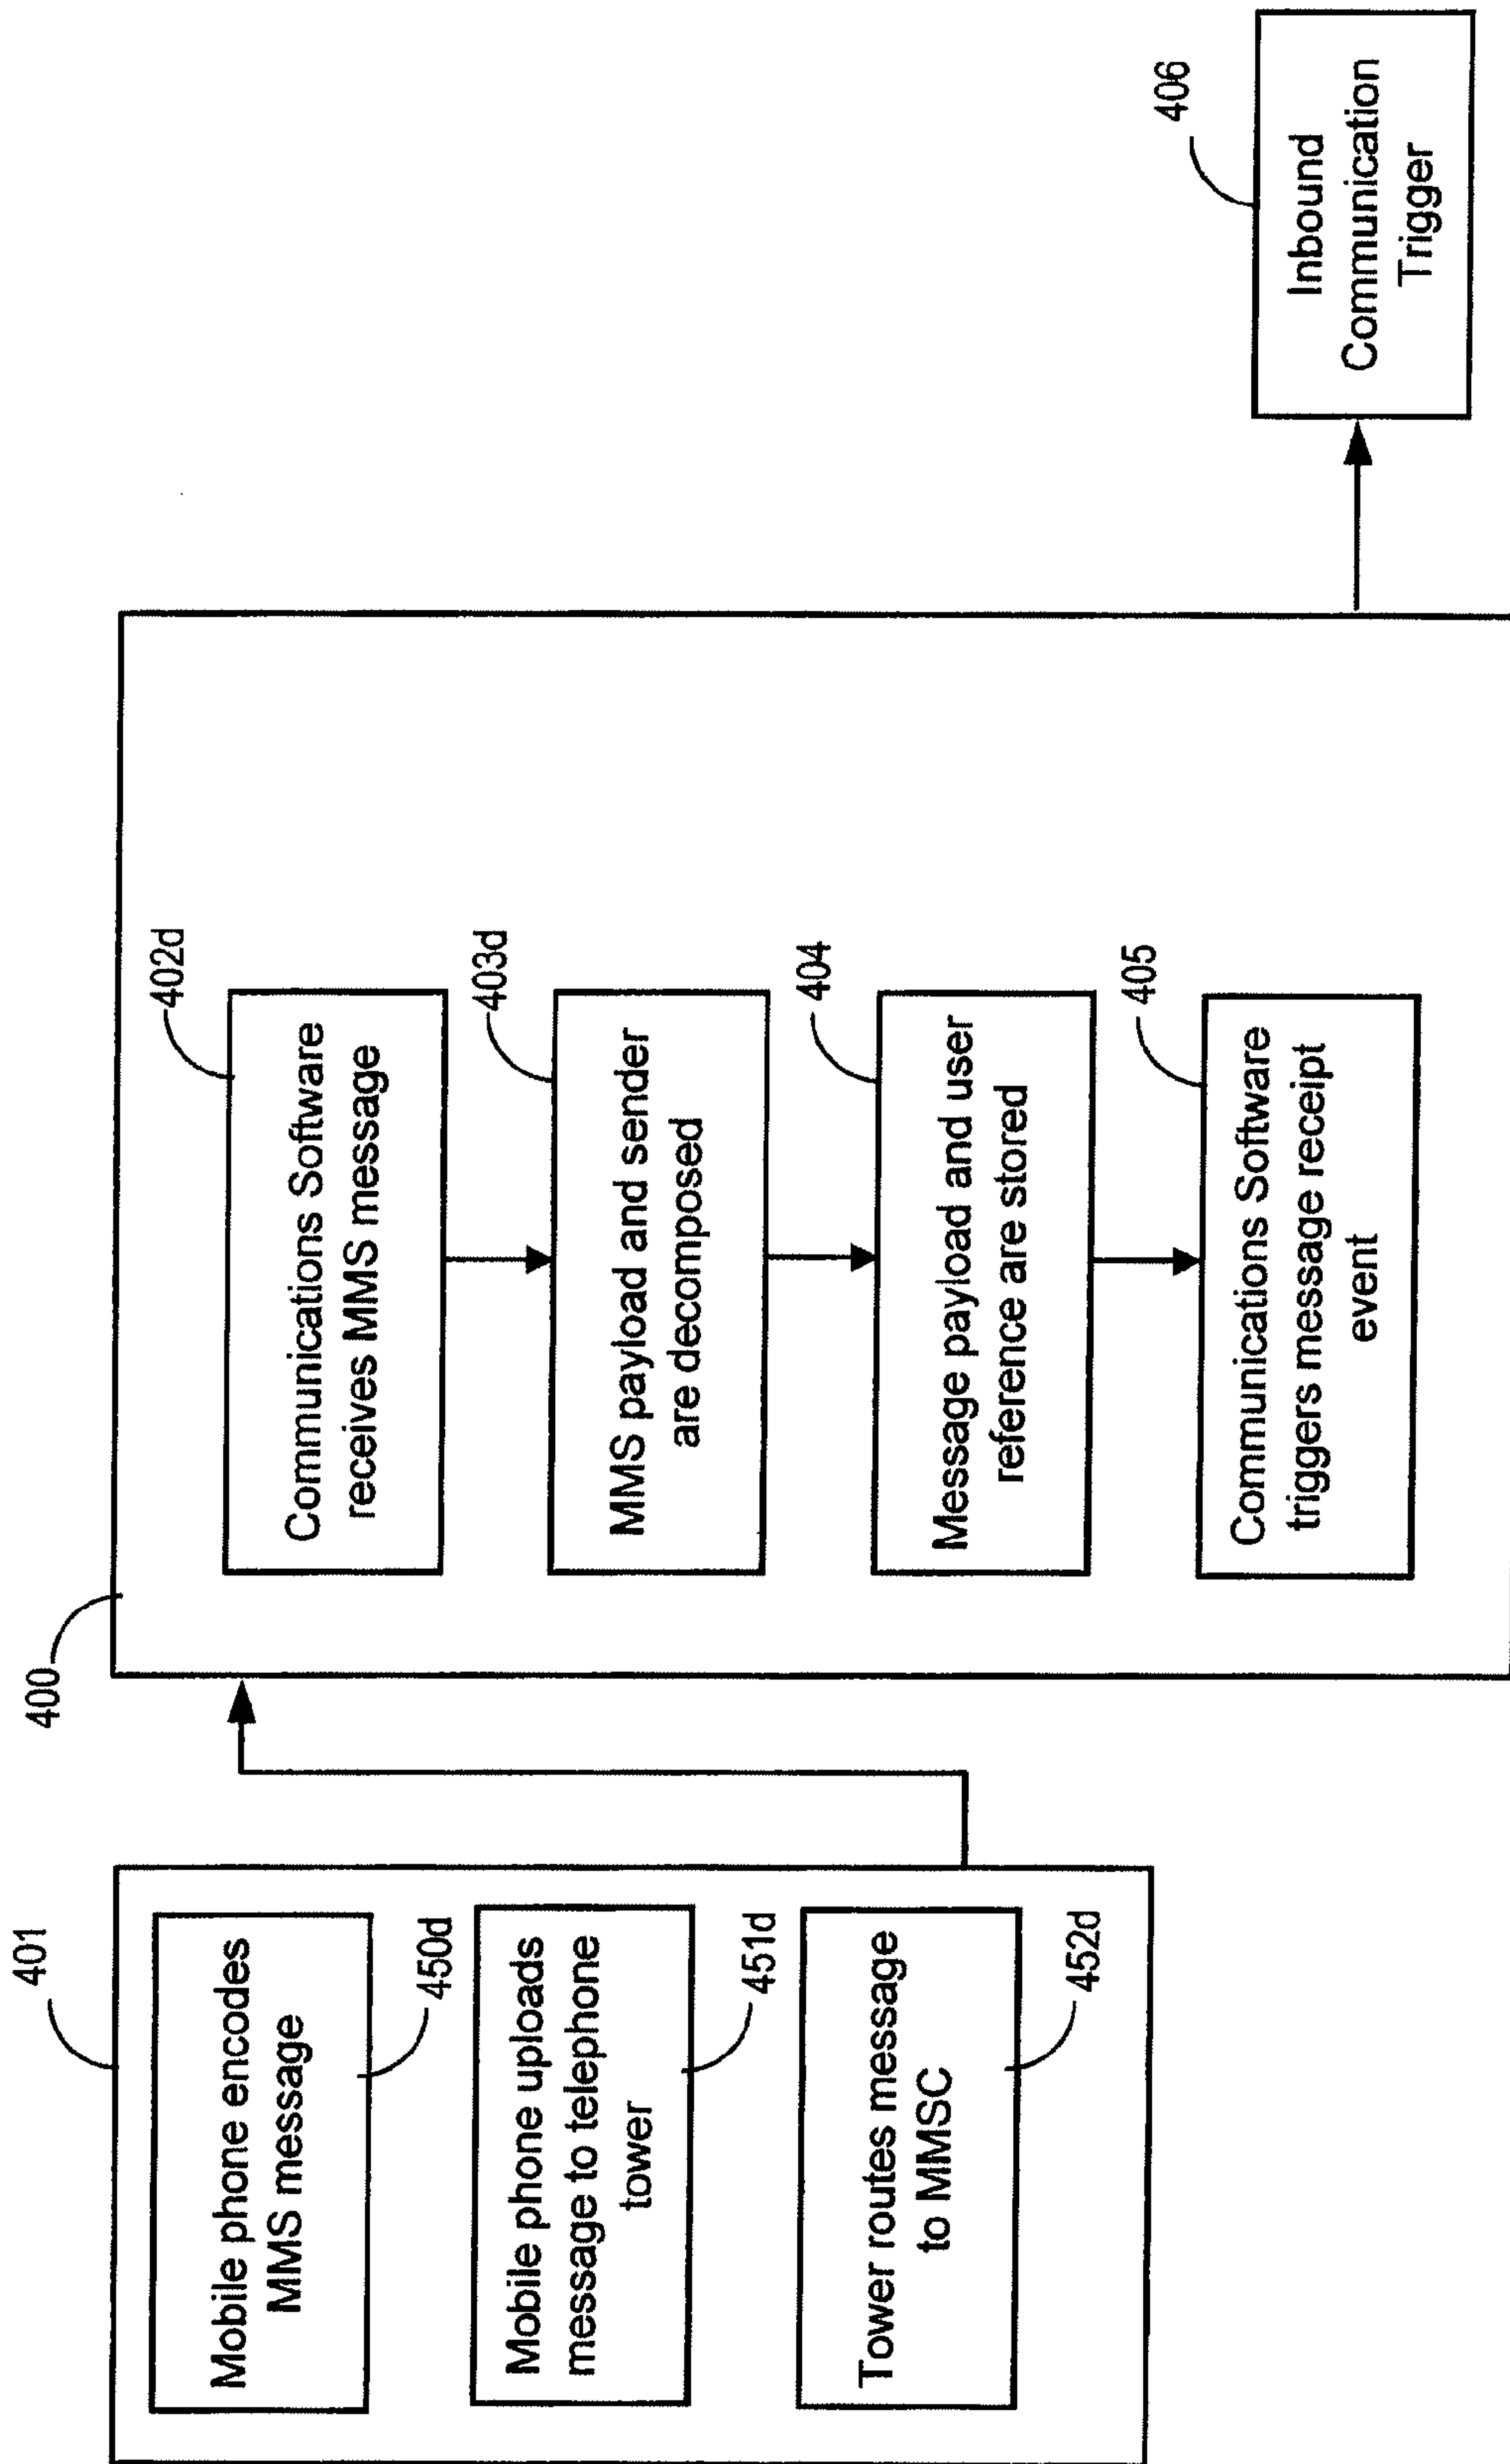 401
Mobile phone encodes
MMS message
450d
Mobile phone uploads
message to telephone
tower
451d
Tower routes message
to MMSC
452d
400
Communications Software
receives MMS message
402d
MMS payload and sender
are decomposed
403d
Message payload and user
reference are stored
404
Communications Software
triggers message receipt
event
405
Inbound
Communication
Trigger
406